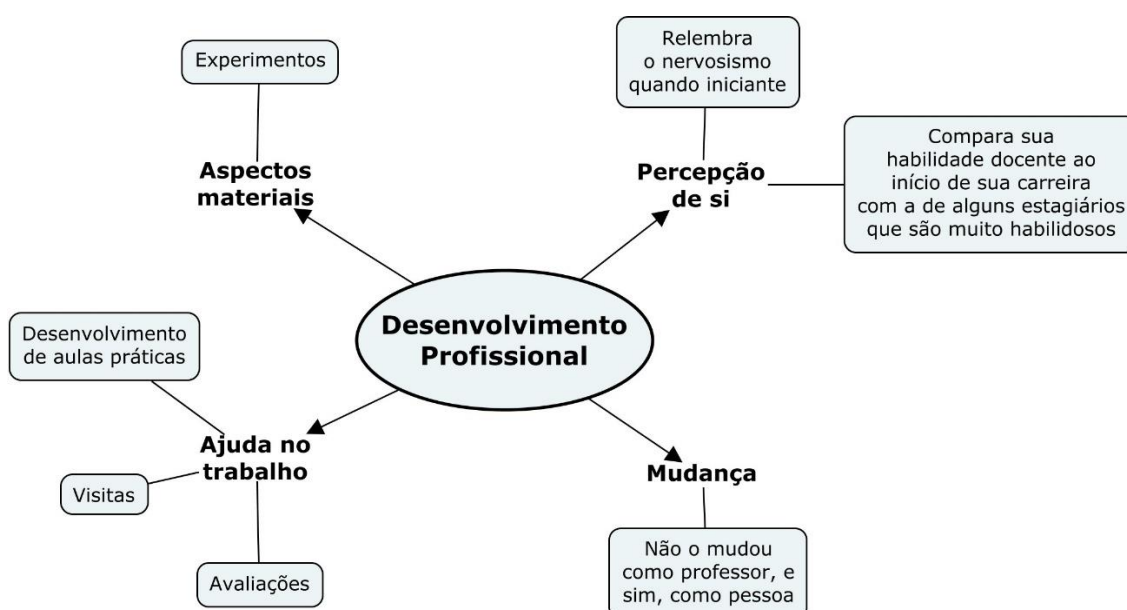 Experimentos
Aspectos
materiais
Relembra
o nervosismo
quando iniciante
Percepção
de si
Compara sua
habilidade docente ao
início de sua carreira
com a de alguns estagiários
que são muito habilidosos
Desenvolvimento
Profissional
Desenvolvimento
de aulas práticas
Ajuda no
trabalho
Visitas
Avaliações
Mudança
Não o mudou
como professor, e
sim, como pessoa